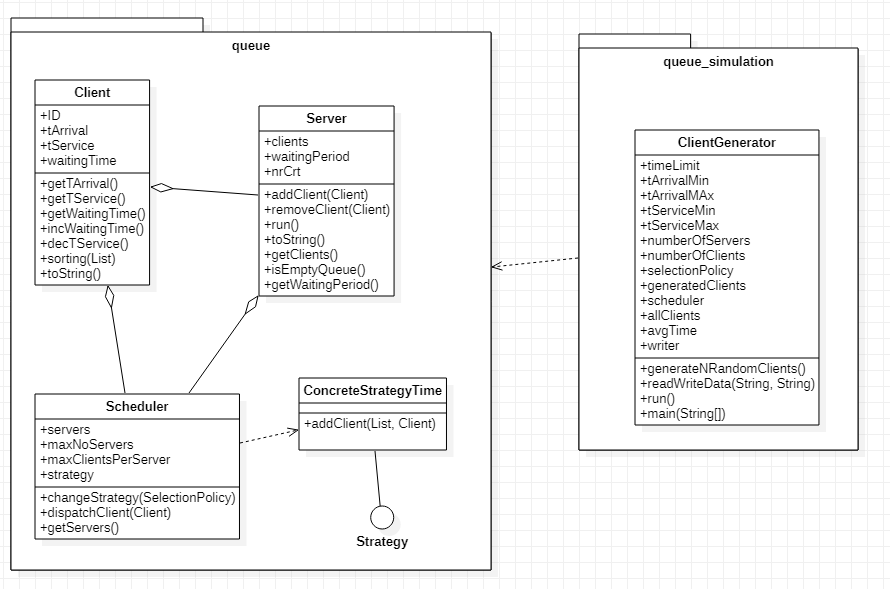 queue
Client
+ID
+tArrival
+tService
+waitingTime
+getTArrival()
+getTService()
+getWaitingTime()
+incWaitingTime()
+decTService()
+sorting(List)
+toString()
Server
+clients
+waitingPeriod
+nrCrt
+addClient(Client)
+removeClient(Client)
+run()
+toString()
+getClients()
+isEmptyQueue()
+getWaitingPeriod()
Scheduler
+servers
+maxNoServers
+maxClientsPerServer
+strategy
+changeStrategy(SelectionPolicy)
+dispatchClient(Client)
+getServers()
ConcreteStrategyTime
+addClient(List, Client)
Strategy
queue_simulation
ClientGenerator
+timeLimit
+tArrivalMin
+tArrivalMAx
+tServiceMin
+tServiceMax
+numberOfServers
+numberOfClients
+selectionPolicy
+generatedClients
+scheduler
+allClients
+avgTime
+writer
+generateNRandomClients()
+readWriteData(String, String)
+run()
+main(String[])